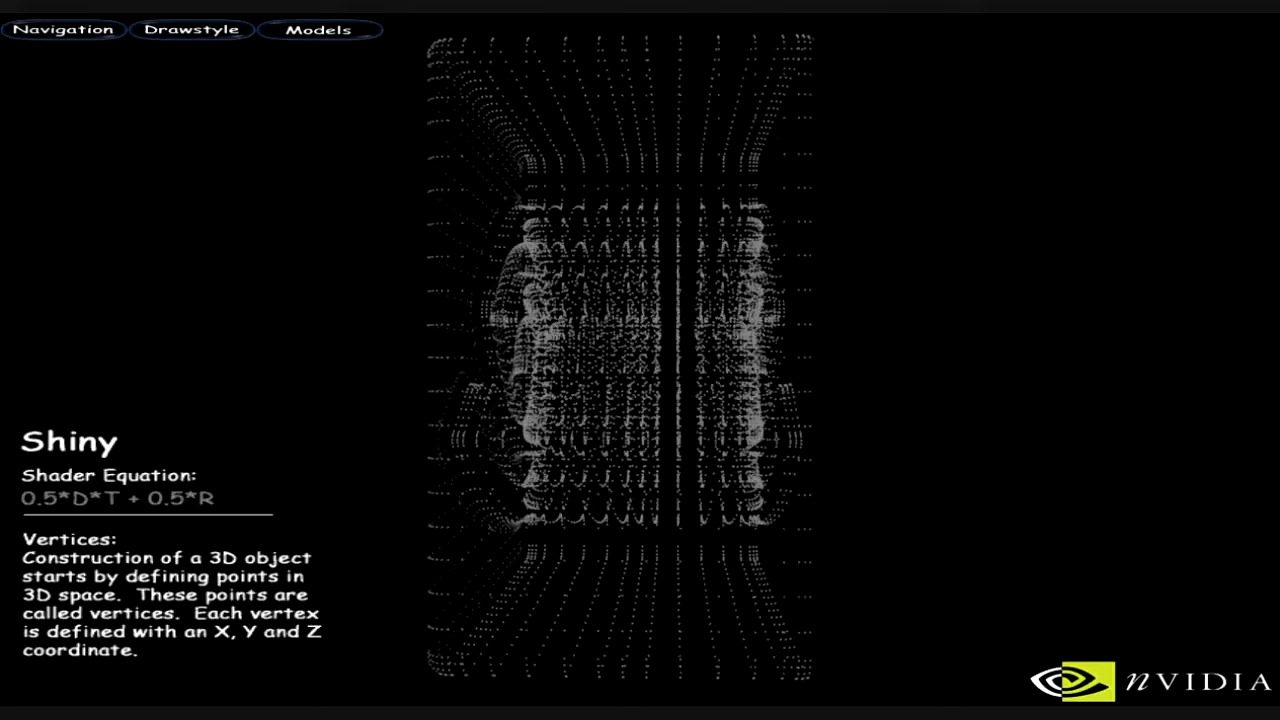 Navigation Drawstyle Models
Shiny
Shader Equation:
0.5*D*T + 0.5*R
Vertices:
Construction of a 3D object
starts by defining points in
3D space. These points are
called vertices. Each vertex
is defined with an X, Y and Z
coordinate.
nVIDIA